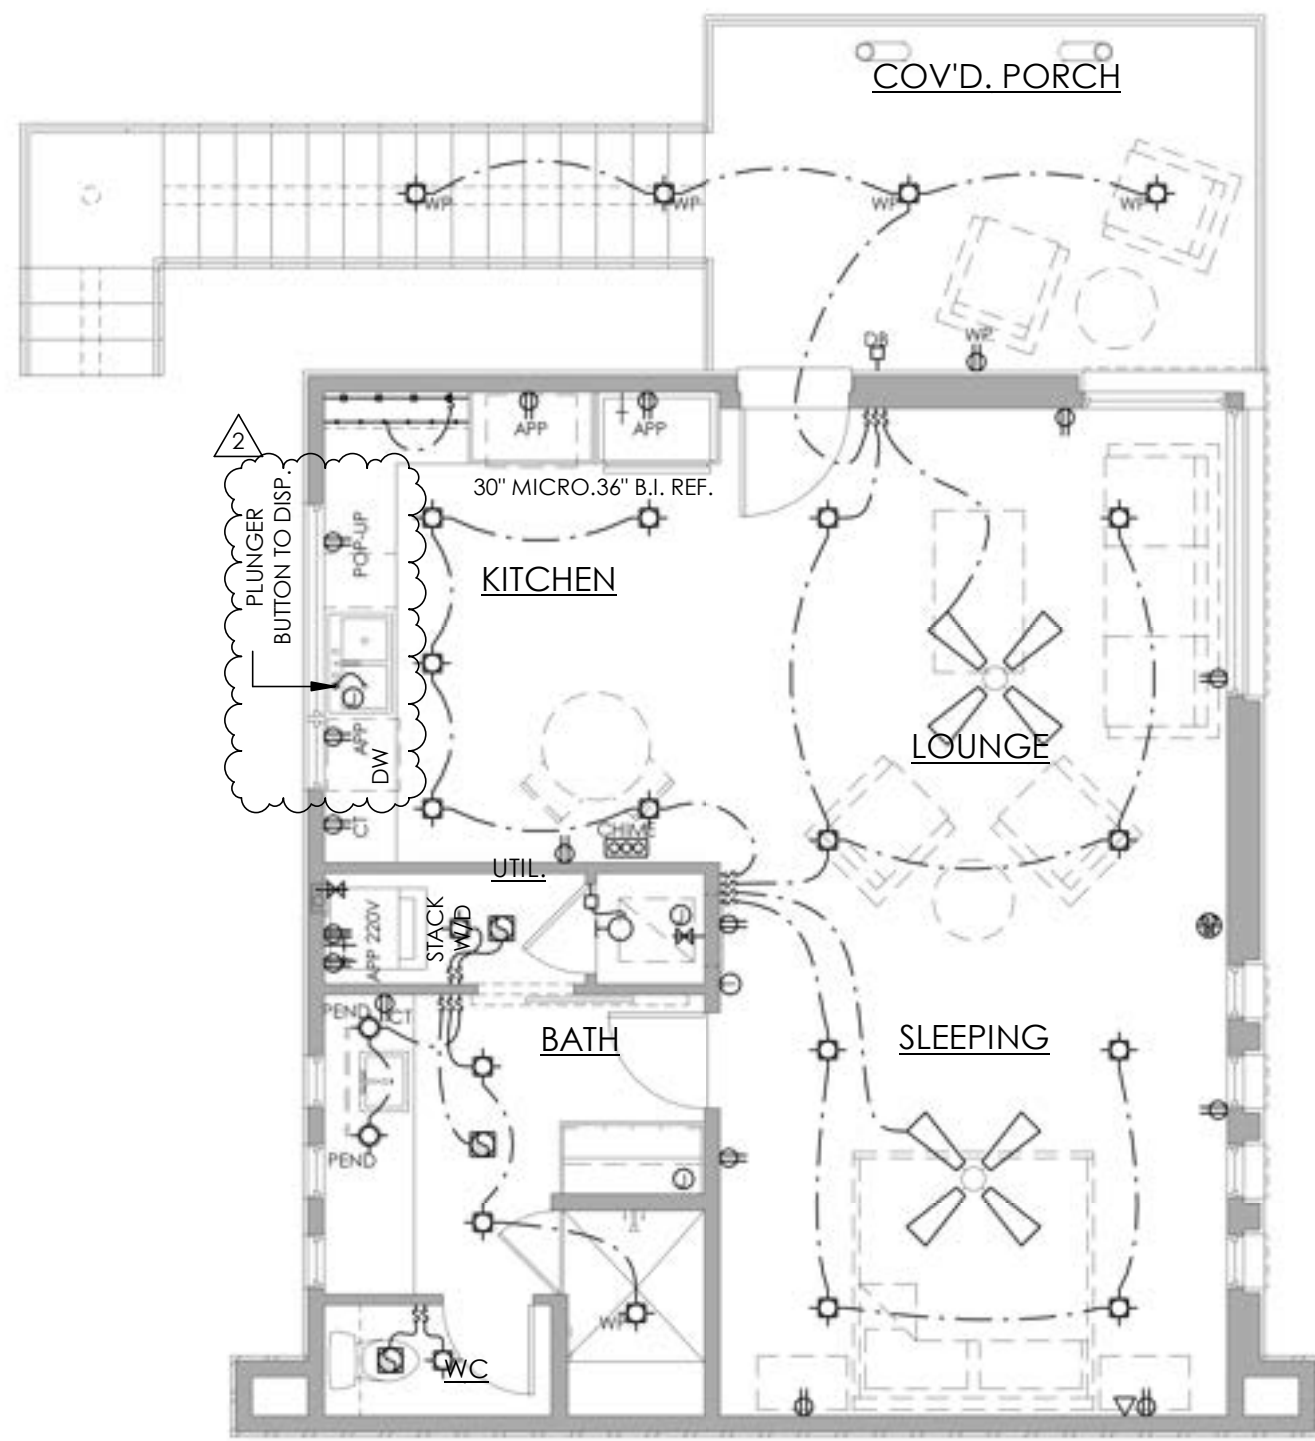 COV'D. PORCH
WP
WP
WP
WP
DB
WP
2
APP
APP
30" MICRO.
36" B.I. REF.
PLUNGER
BUTTON TO DISP.
POP-UP
KITCHEN
LOUNGE
APP
DW
CT
CHIME
UTIL.
STACK
W/D
APP 220V
PEND
CT
BATH
SLEEPING
PEND
WP
WC